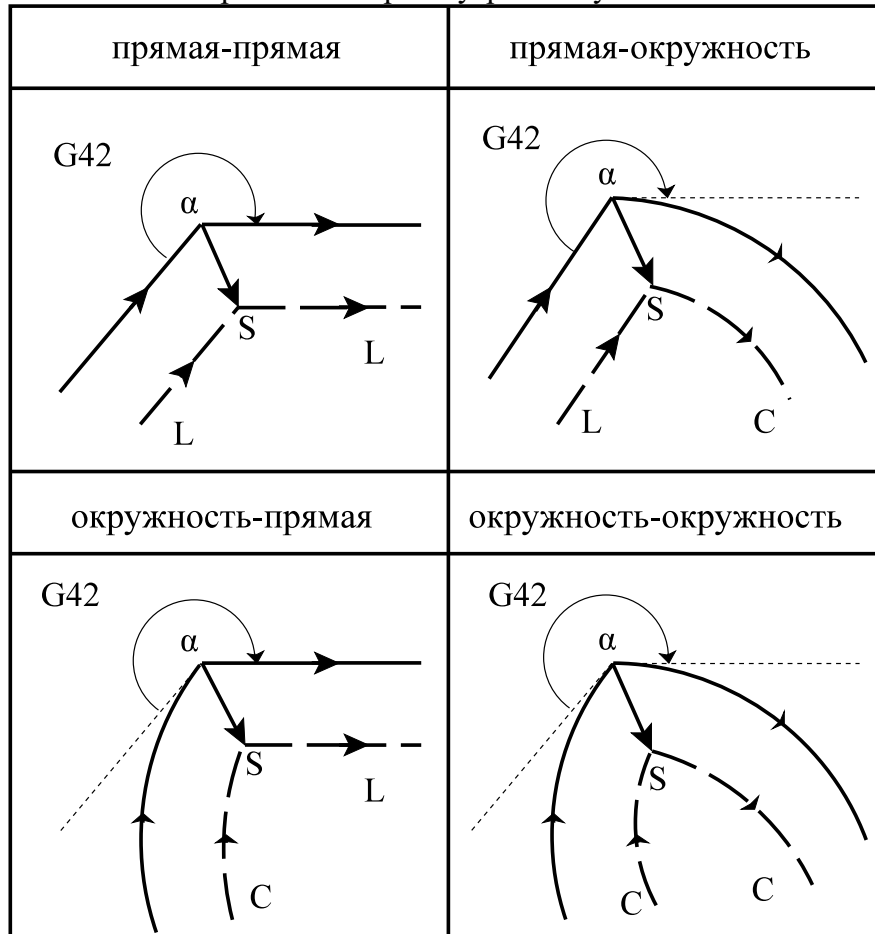 прямая-прямая
прямая-окружность
G42
α
S
L
L
G42
α
S
L
C
окружность-прямая
окружность-окружность
G42
α
S
L
C
G42
α
S
C
C